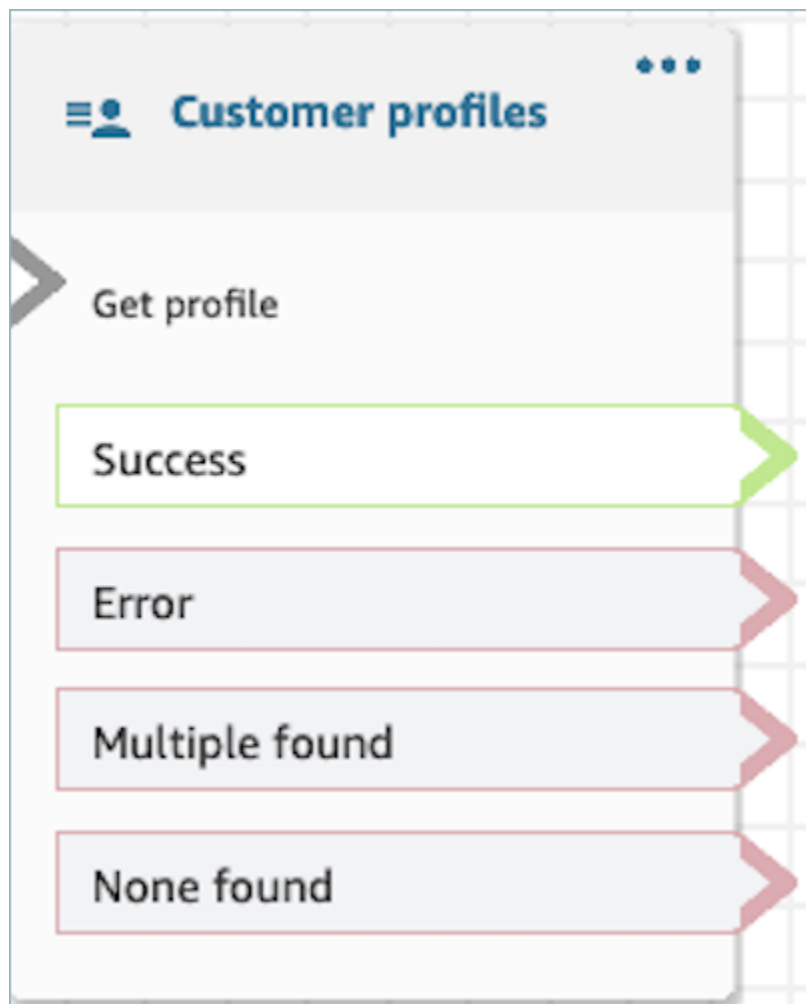 Customer profiles
Get profile
Success
Error
Multiple found
None found